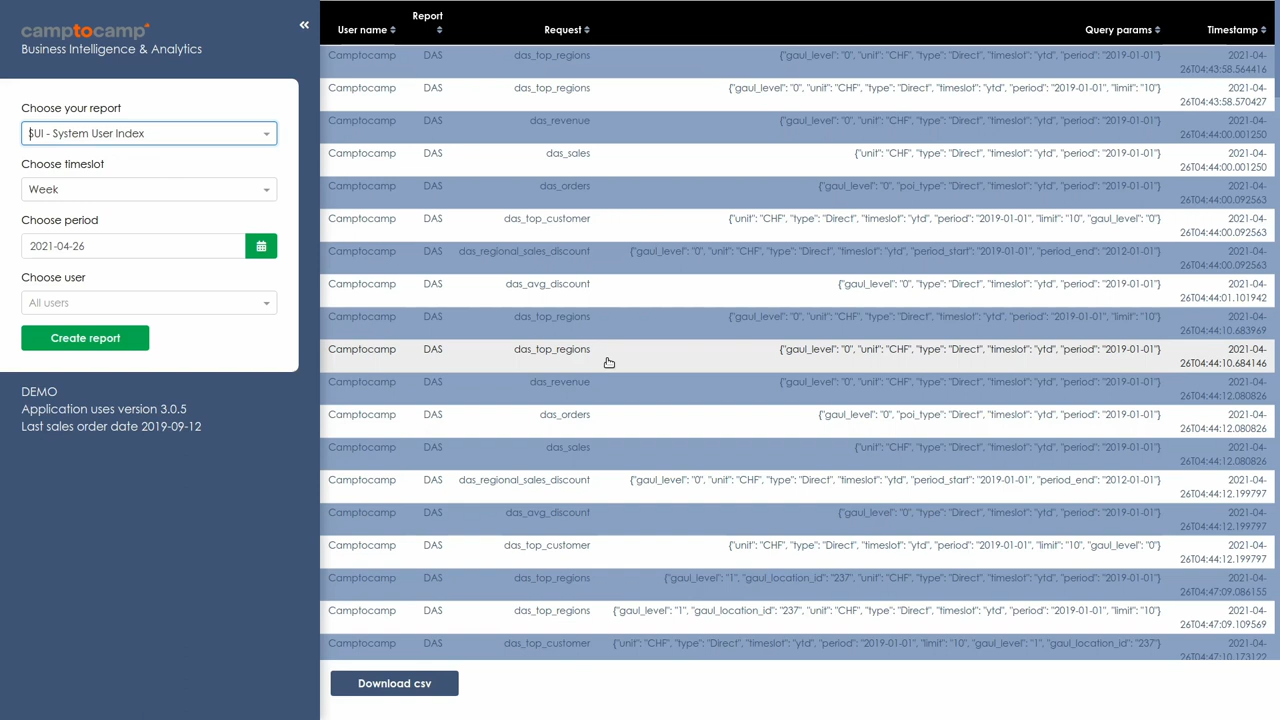 camptocamp
Business Intelligence & Analytics
Choose your report
SUI - System User Index
Choose timeslot
Week
Choose period
2021-04-26
Choose user
All users
Create report
DEMO
Application uses version 3.0.5
Last sales order date 2019-09-12
User name Report Request Query params Timestamp
Camptocamp DAS das_top_regions {"gaul_level": "0", "unit": "CHF", "type": "Direct", "timeslot": "ytd", "period": "2019-01-01"} 2021-04-
26T04:43:58.564416
Camptocamp DAS das_top_regions {"gaul_level": "0", "unit": "CHF", "type": "Direct", "timeslot": "ytd", "period": "2019-01-01", "limit": "10"} 2021-04-
26T04:43:58.570427
Camptocamp DAS das_revenue {"gaul_level": "0", "unit": "CHF", "type": "Direct", "timeslot": "ytd", "period": "2019-01-01"} 2021-04-
26T04:44:00.001250
Camptocamp DAS das_sales {"unit": "CHF", "type": "Direct", "timeslot": "ytd", "period": "2019-01-01"} 2021-04-
26T04:44:00.001250
Camptocamp DAS das_orders {"gaul_level": "0", "poi_type": "Direct", "timeslot": "ytd", "period": "2019-01-01"} 2021-04-
26T04:44:00.092563
Camptocamp DAS das_top_customer {"unit": "CHF", "type": "Direct", "timeslot": "ytd", "period": "2019-01-01", "limit": "10", "gaul_level": "0"} 2021-04-
26T04:44:00.092563
Camptocamp DAS das_regional_sales_discount {"gaul_level": "0", "unit": "CHF", "type": "Direct", "timeslot": "ytd", "period_start": "2019-01-01", "period_end": "2012-01-01"} 2021-04-
26T04:44:00.092563
Camptocamp DAS das_avg_discount {"gaul_level": "0", "type": "Direct", "timeslot": "ytd", "period": "2019-01-01"} 2021-04-
26T04:44:01.101942
Camptocamp DAS das_top_regions {"gaul_level": "0", "unit": "CHF", "type": "Direct", "timeslot": "ytd", "period": "2019-01-01", "limit": "10"} 2021-04-
26T04:44:10.683969
Camptocamp DAS das_top_regions {"gaul_level": "0", "unit": "CHF", "type": "Direct", "timeslot": "ytd", "period": "2019-01-01"} 2021-04-
26T04:44:10.684146
Camptocamp DAS das_revenue {"gaul_level": "0", "unit": "CHF", "type": "Direct", "timeslot": "ytd", "period": "2019-01-01"} 2021-04-
26T04:44:12.080826
Camptocamp DAS das_orders {"gaul_level": "0", "poi_type": "Direct", "timeslot": "ytd", "period": "2019-01-01"} 2021-04-
26T04:44:12.080826
Camptocamp DAS das_sales {"unit": "CHF", "type": "Direct", "timeslot": "ytd", "period": "2019-01-01"} 2021-04-
26T04:44:12.080826
Camptocamp DAS das_regional_sales_discount {"gaul_level": "0", "unit": "CHF", "type": "Direct", "timeslot": "ytd", "period_start": "2019-01-01", "period_end": "2012-01-01"} 2021-04-
26T04:44:12.199797
Camptocamp DAS das_avg_discount {"gaul_level": "0", "type": "Direct", "timeslot": "ytd", "period": "2019-01-01"} 2021-04-
26T04:44:12.199797
Camptocamp DAS das_top_customer {"unit": "CHF", "type": "Direct", "timeslot": "ytd", "period": "2019-01-01", "limit": "10", "gaul_level": "0"} 2021-04-
26T04:44:12.199797
Camptocamp DAS das_top_regions {"gaul_level": "1", "gaul_location_id": "237", "unit": "CHF", "type": "Direct", "timeslot": "ytd", "period": "2019-01-01"} 2021-04-
26T04:47:09.086155
Camptocamp DAS das_top_regions {"gaul_level": "1", "gaul_location_id": "237", "unit": "CHF", "type": "Direct", "timeslot": "ytd", "period": "2019-01-01", "limit": "10"} 2021-04-
26T04:47:09.109569
Camptocamp DAS das_top_customer {"unit": "CHF", "type": "Direct", "timeslot": "ytd", "period": "2019-01-01", "limit": "10", "gaul_level": "1", "gaul_location_id": "237"} 2021-04-
26T04:47:10.173122
Download csv